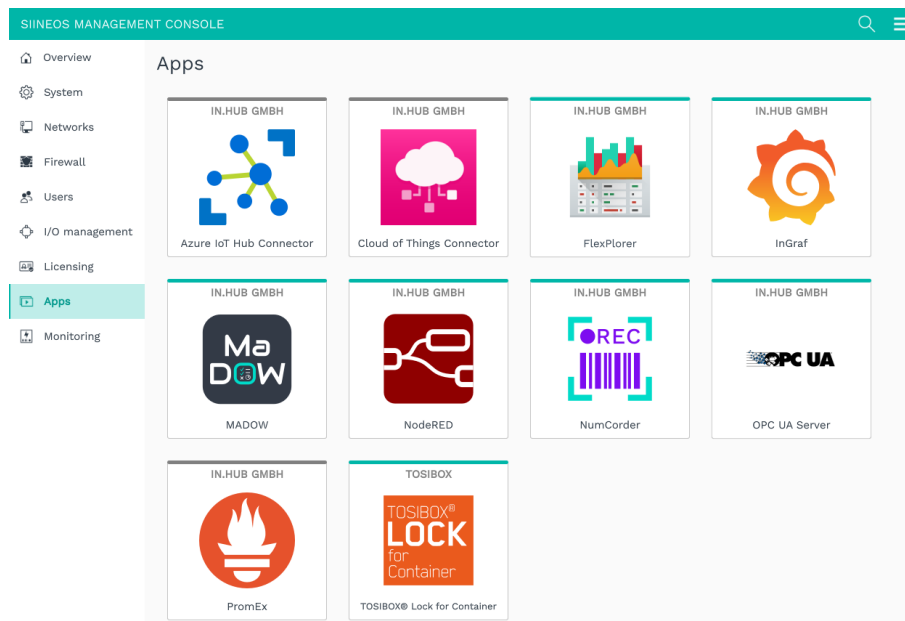 SIINEOS MANAGEMENT CONSOLE
Overview
System
Networks
Firewall
Users
I/O management
Licensing
Apps
Monitoring
Apps
IN.HUB GMBH
Azure IoT Hub Connector
IN.HUB GMBH
Cloud of Things Connector
IN.HUB GMBH
FlexPlorer
IN.HUB GMBH
InGraf
IN.HUB GMBH
Ma
DOW
MADOW
IN.HUB GMBH
NodeRED
IN.HUB GMBH
REC
NumCorder
IN.HUB GMBH
OPC UA
OPC UA Server
IN.HUB GMBH
PromEx
TOSIBOX
TOSIBOX®
LOCK
for
Container
TOSIBOX® Lock for Container